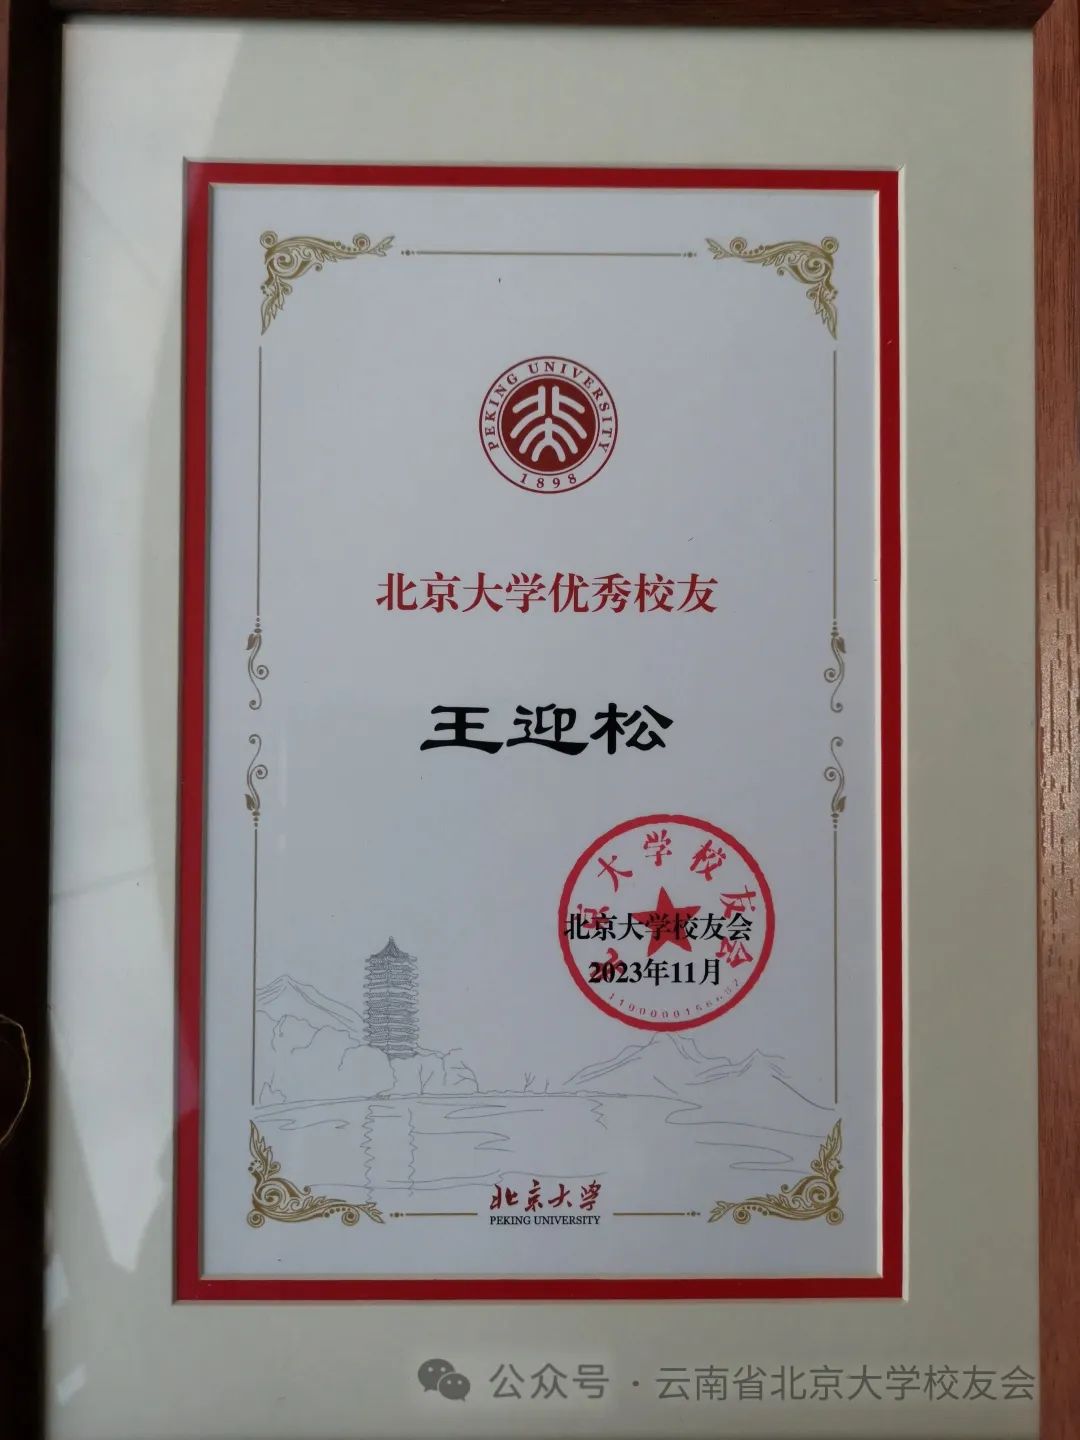 PEKING UNIVERSITY
1898
北京大学优秀校友
王迎松
北京大学校友会
北京大学校友会
2023年11月
北京大学
PEKING UNIVERSITY
公众号·云南省北京大学校友会